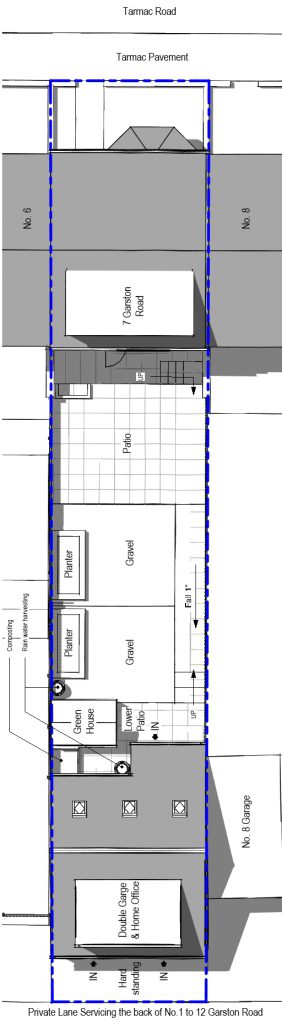 Tarmac Road
Tarmac Pavement
No. 6
No. 8
7 Garston
Road
UP
Patio
Planter
Gravel
Fall 1°
Composting
Rain water harvesting
Planter
Gravel
Green
House
Lower
Patio
IN
UP
No. 8 Garage
Double Garge
& Home Office
IN
Hard
standing
IN
Private Lane Servicing the back of No.1 to 12 Garston Road